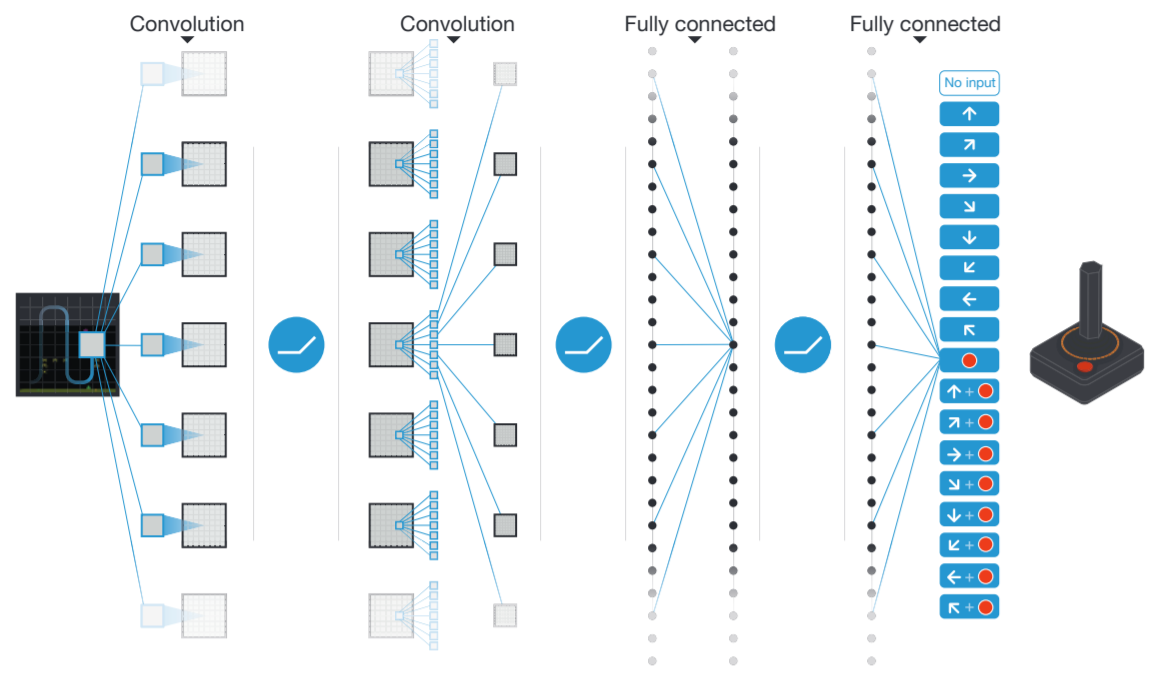 Convolution
Convolution
Fully connected
Fully connected
No input
+
+
+
+
+
+
+
+